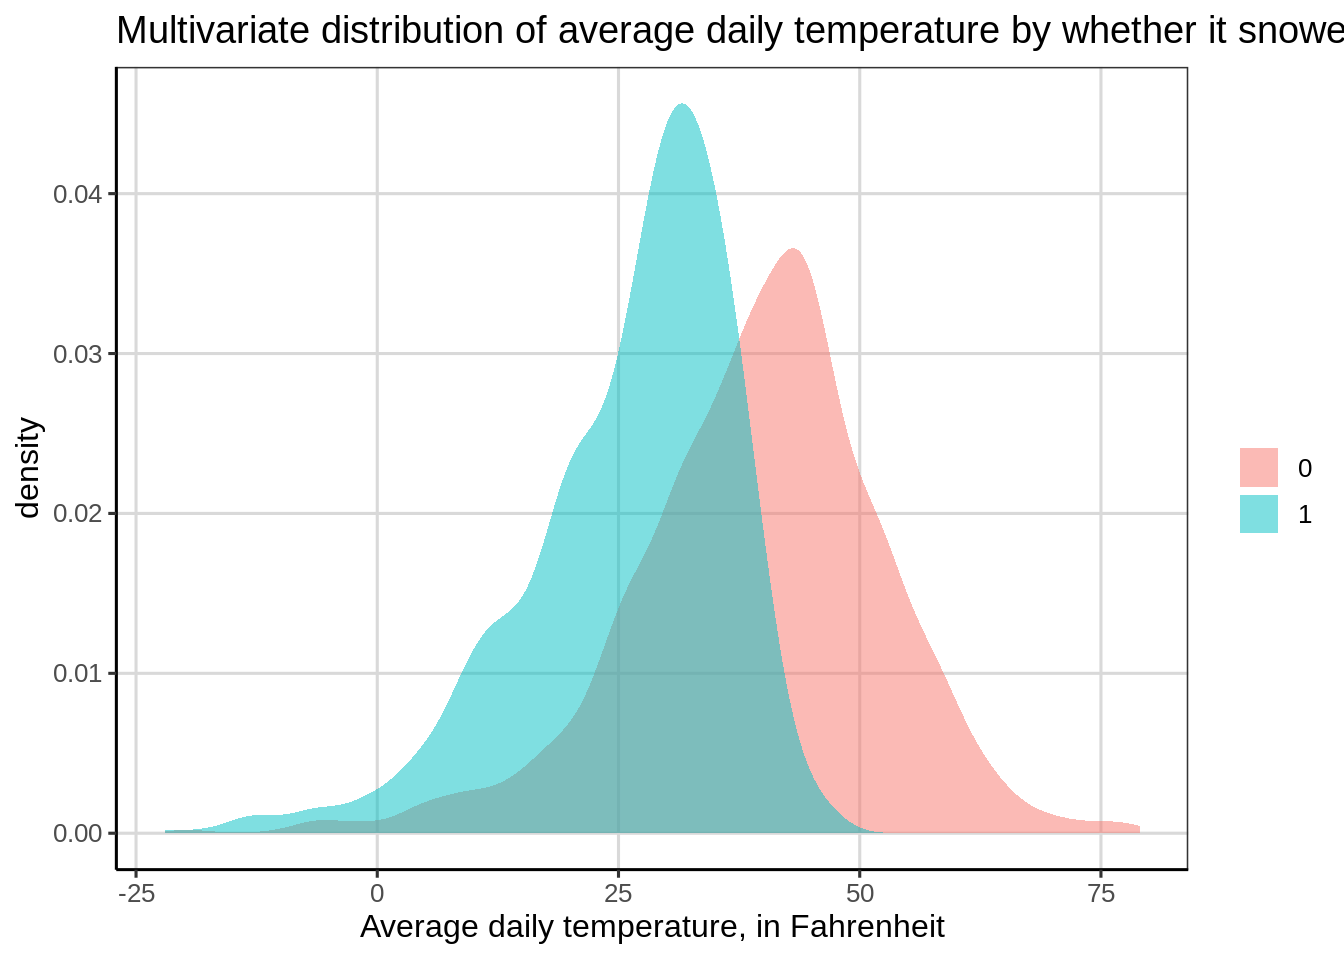 Multivariate distribution of average daily temperature by whether it snowe
0.04
0.03
0.02
0.01
0.00
density
-25 0 25 50 75
Average daily temperature, in Fahrenheit
0
1